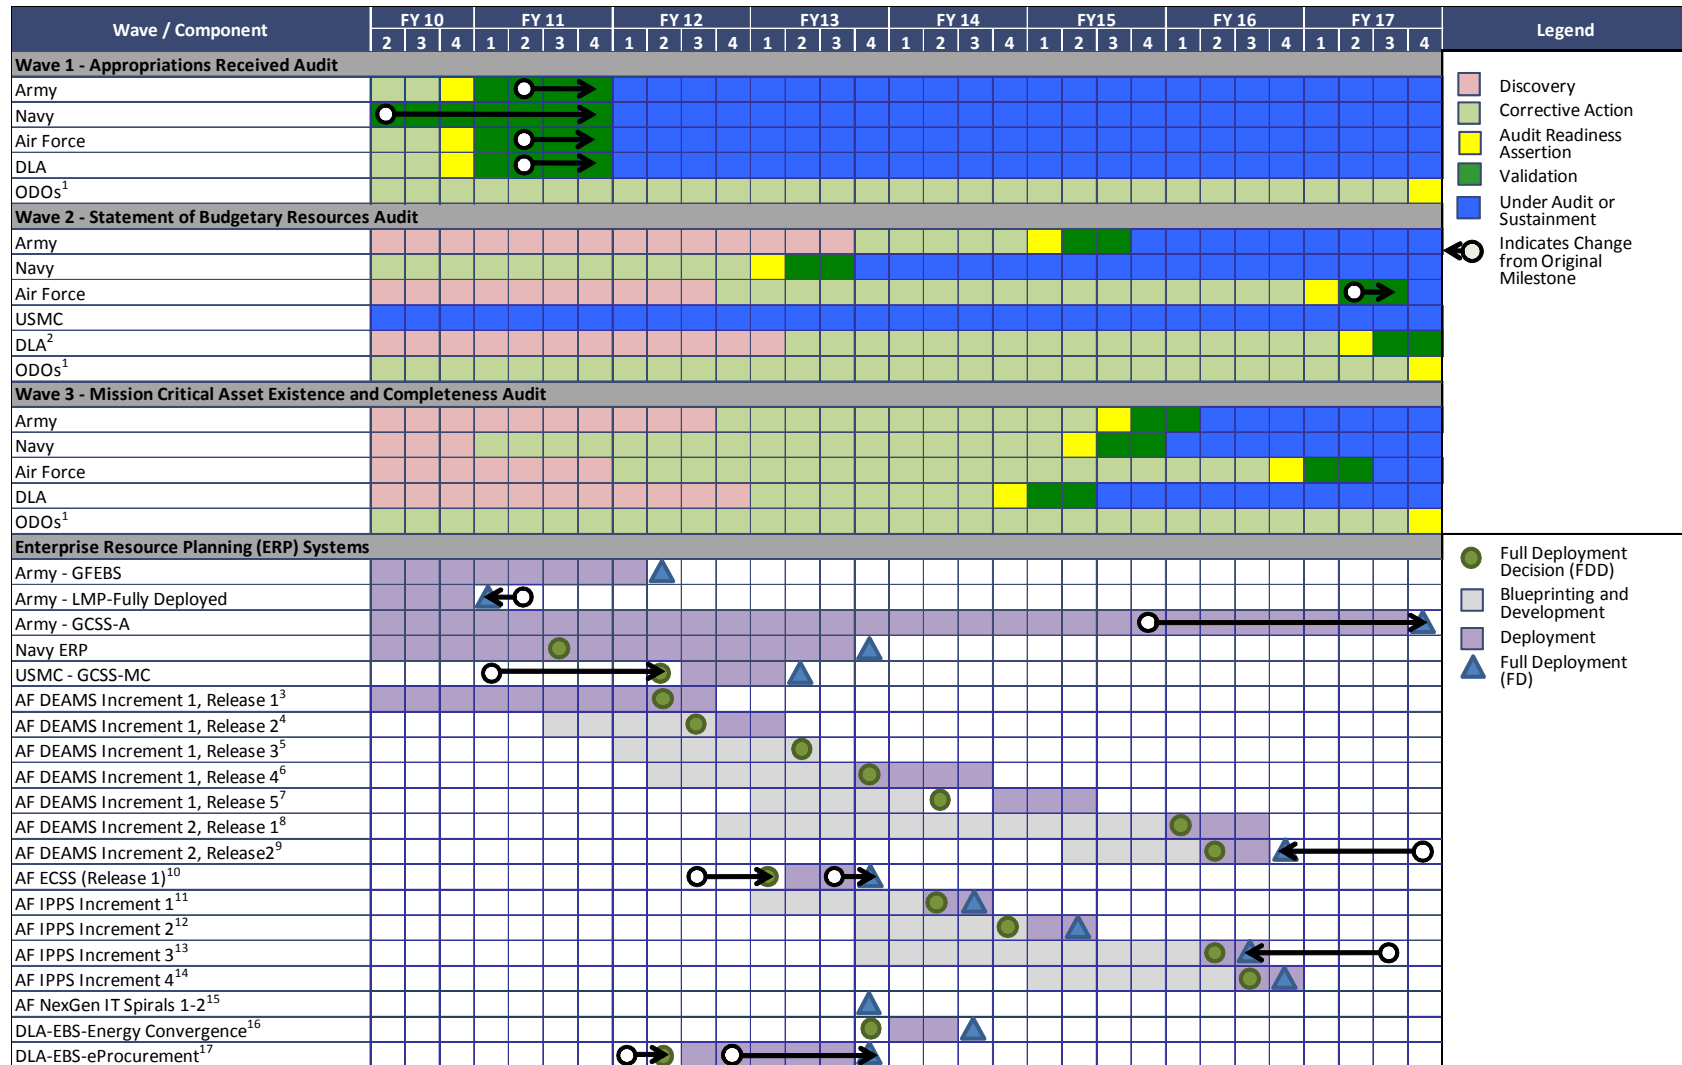 Wave / Component
FY 10 FY 11 FY 12 FY13 FY 14 FY15 FY 16 FY 17
2 3 4 1 2 3 4 1 2 3 4 1 2 3 4 1 2 3 4 1 2 3 4 1 2 3 4 1 2 3 4
Legend
Wave 1 - Appropriations Received Audit
Army
Navy
Air Force
DLA
ODOs1
Wave 2 - Statement of Budgetary Resources Audit
Army
Navy
Air Force
USMC
DLA2
ODOs1
Wave 3 - Mission Critical Asset Existence and Completeness Audit
Army
Navy
Air Force
DLA
ODOs1
Enterprise Resource Planning (ERP) Systems
Army - GFEBS
Army - LMP-Fully Deployed
Army - GCSS-A
Navy ERP
USMC - GCSS-MC
AF DEAMS Increment 1, Release 13
AF DEAMS Increment 1, Release 24
AF DEAMS Increment 1, Release 35
AF DEAMS Increment 1, Release 46
AF DEAMS Increment 1, Release 57
AF DEAMS Increment 2, Release 18
AF DEAMS Increment 2, Release29
AF ECSS (Release 1)10
AF IPPS Increment 111
AF IPPS Increment 212
AF IPPS Increment 313
AF IPPS Increment 414
AF NexGen IT Spirals 1-215
DLA-EBS-Energy Convergence16
DLA-EBS-eProcurement17
Discovery
Corrective Action
Audit Readiness
Assertion
Validation
Under Audit or
Sustainment
Indicates Change
from Original
Milestone
Full Deployment
Decision (FDD)
Blueprinting and
Development
Deployment
Full Deployment
(FD)